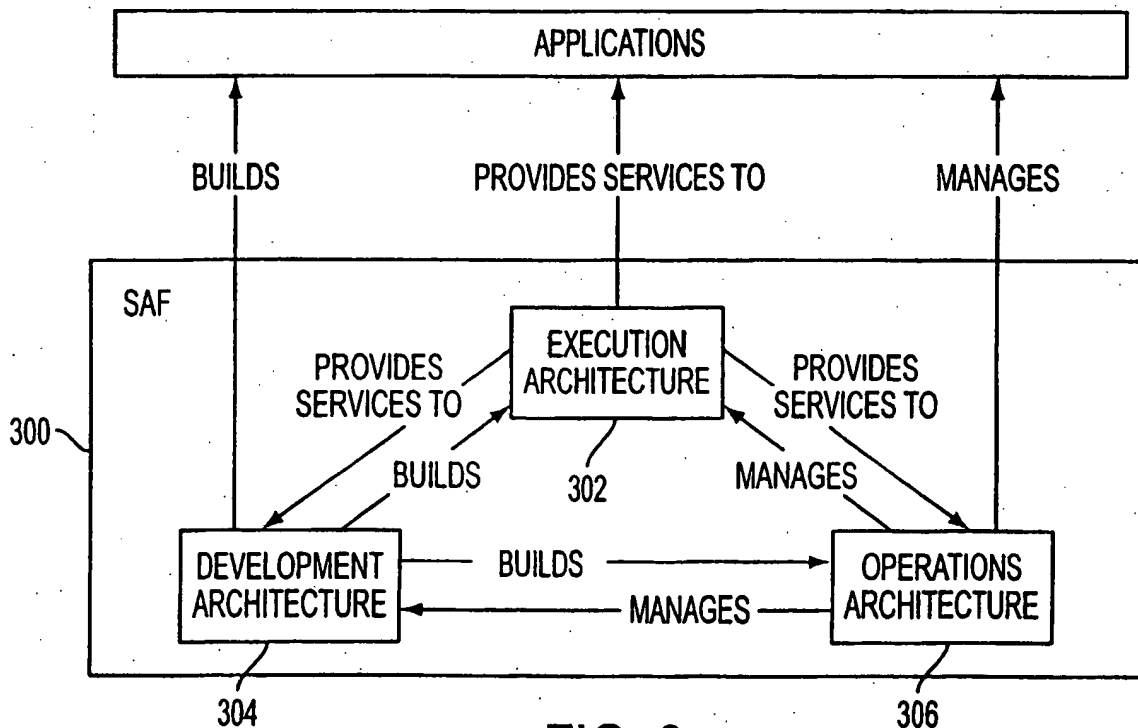 APPLICATIONS
BUILDS
PROVIDES SERVICES TO
MANAGES
SAF
EXECUTION
ARCHITECTURE
PROVIDES
SERVICES TO
PROVIDES
SERVICES TO
300
BUILDS
302
MANAGES
DEVELOPMENT
ARCHITECTURE
BUILDS
MANAGES
OPERATIONS
ARCHITECTURE
304
306